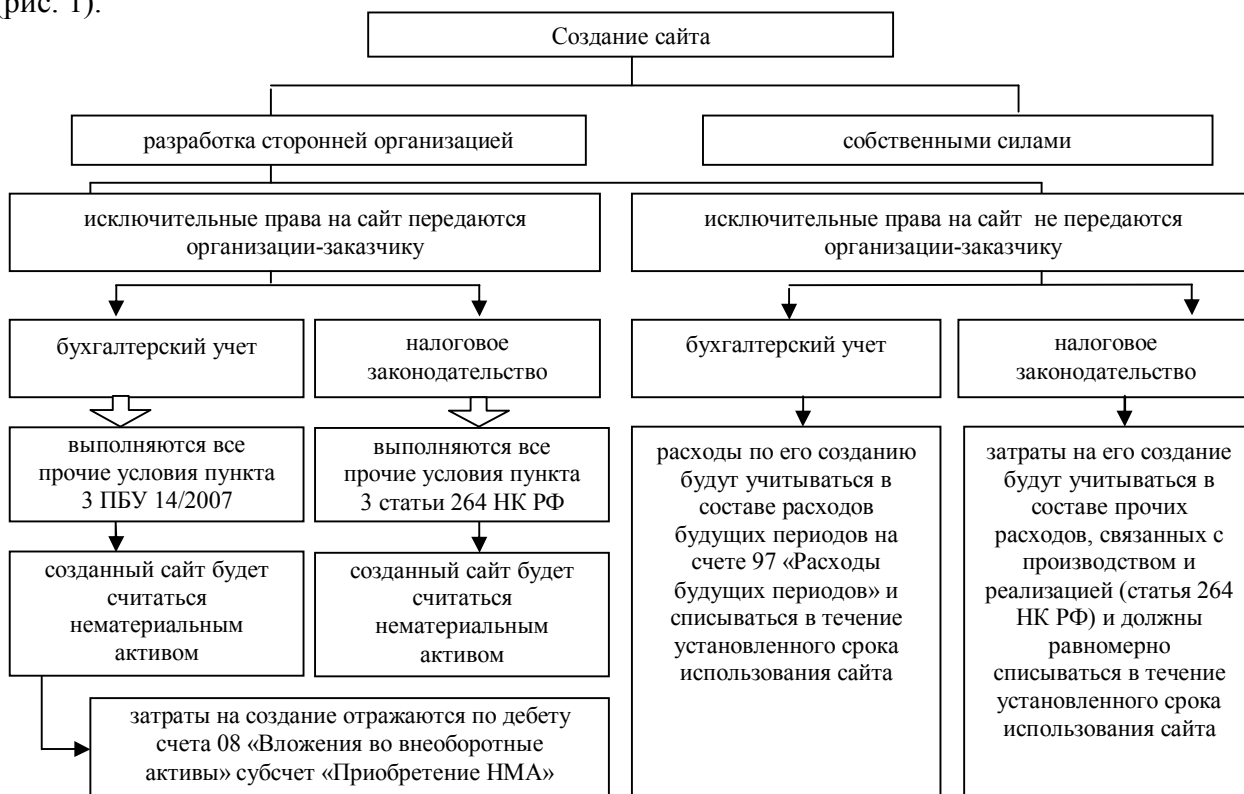 (рис. 1).
Создание сайта
разработка сторонней организацией
собственными силами
исключительные права на сайт передаются
организации-заказчику
исключительные права на сайт не передаются
организации-заказчику
бухгалтерский учет
налоговое
законодательство
бухгалтерский учет
налоговое
законодательство
выполняются все
прочие условия пункта
3 ПБУ 14/2007
выполняются все
прочие условия пункта
3 статьи 264 НК РФ
расходы по его созданию
будут учитываться в
составе расходов
будущих периодов на
счете 97 «Расходы
будущих периодов» и
списываться в течение
установленного срока
использования сайта
затраты на его создание
будут учитываться в
составе прочих
расходов, связанных с
производством и
реализацией (статья 264
НК РФ) и должны
равномерно
списываться в течение
установленного срока
использования сайта
созданный сайт будет
считаться
нематериальным
активом
созданный сайт будет
считаться
нематериальным
активом
затраты на создание отражаются по дебету
счета 08 «Вложения во внеоборотные
активы» субсчет «Приобретение НМА»